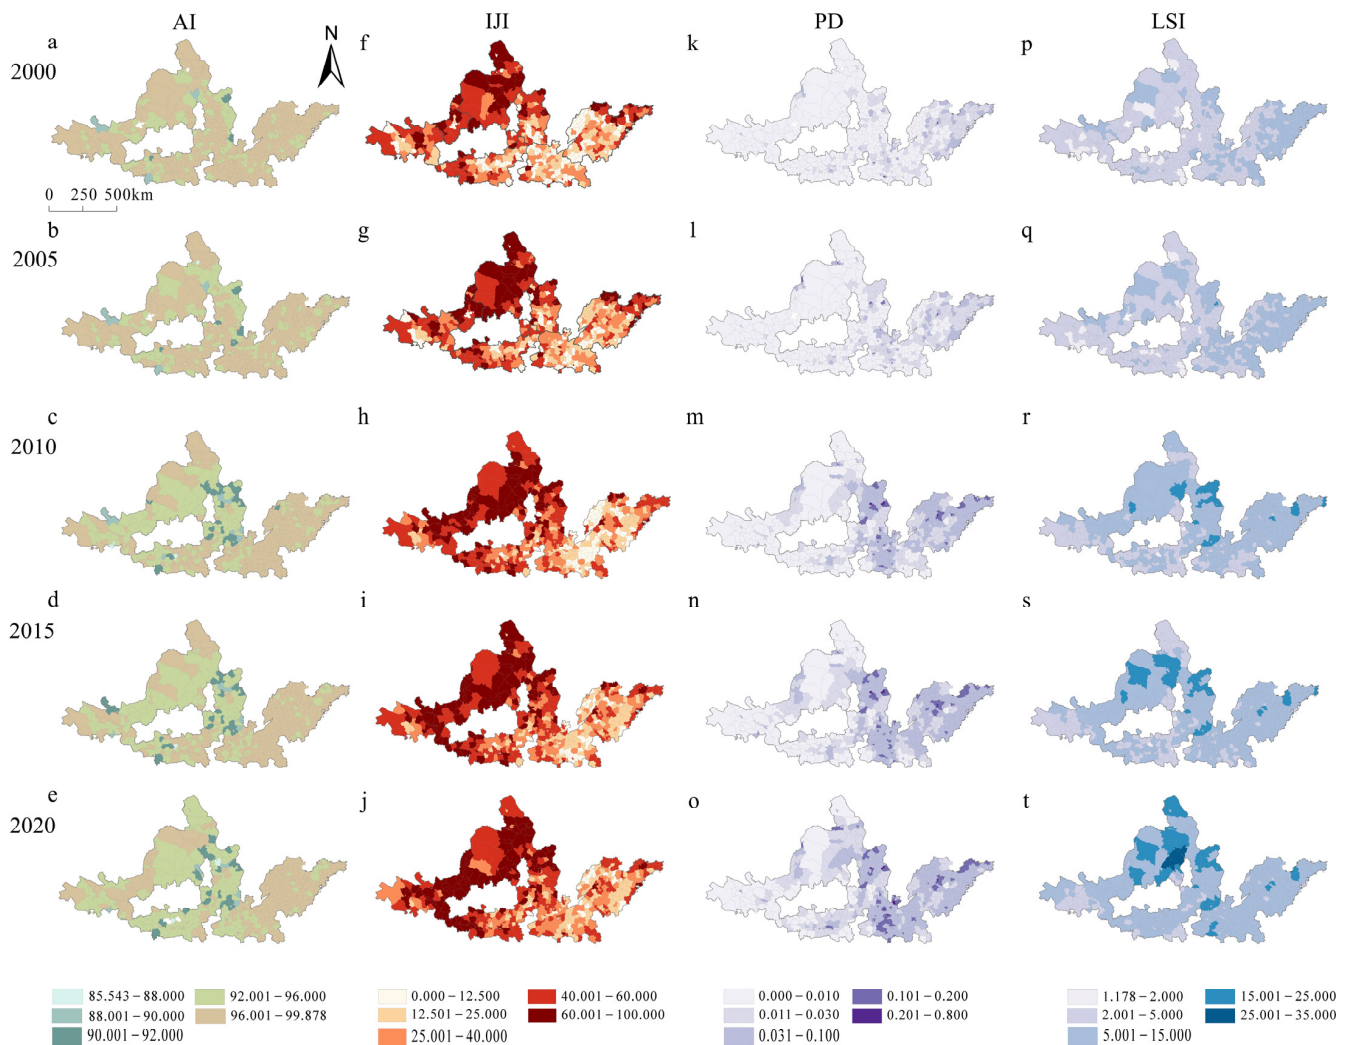 AI IJI PD LSI
a f k p
N
2000
0 250 500km
b g l q
2005
c h m r
2010
d i n s
2015
e j o t
2020
85.543－88.000 92.001－96.000 0.000－12.500 40.001－60.000 0.000－0.010 0.101－0.200 1.178－2.000 15.001－25.000
88.001－90.000 96.001－99.878 12.501－25.000 60.001－100.000 0.011－0.030 0.201－0.800 2.001－5.000 25.001－35.000
90.001－92.000 25.001－40.000 0.031－0.100 5.001－15.000